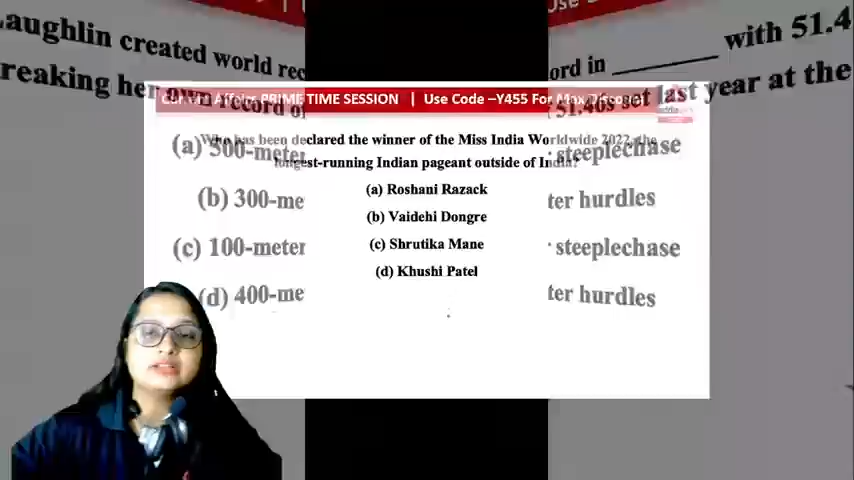 Laughlin created world rec ord in ________ with 51.4
reaking her own record of 51.40s set last year at the
Current Affairs PRIME TIME SESSION | Use Code –Y455 For Max Discount
Who has been declared the winner of the Miss India Worldwide 2022, the
longest-running Indian pageant outside of India?
(a) Roshani Razack
(b) Vaidehi Dongre
(c) Shrutika Mane
(d) Khushi Patel
(a) 500-meter steeplechase
(b) 300-me ter hurdles
(c) 100-meter steeplechase
(d) 400-me ter hurdles